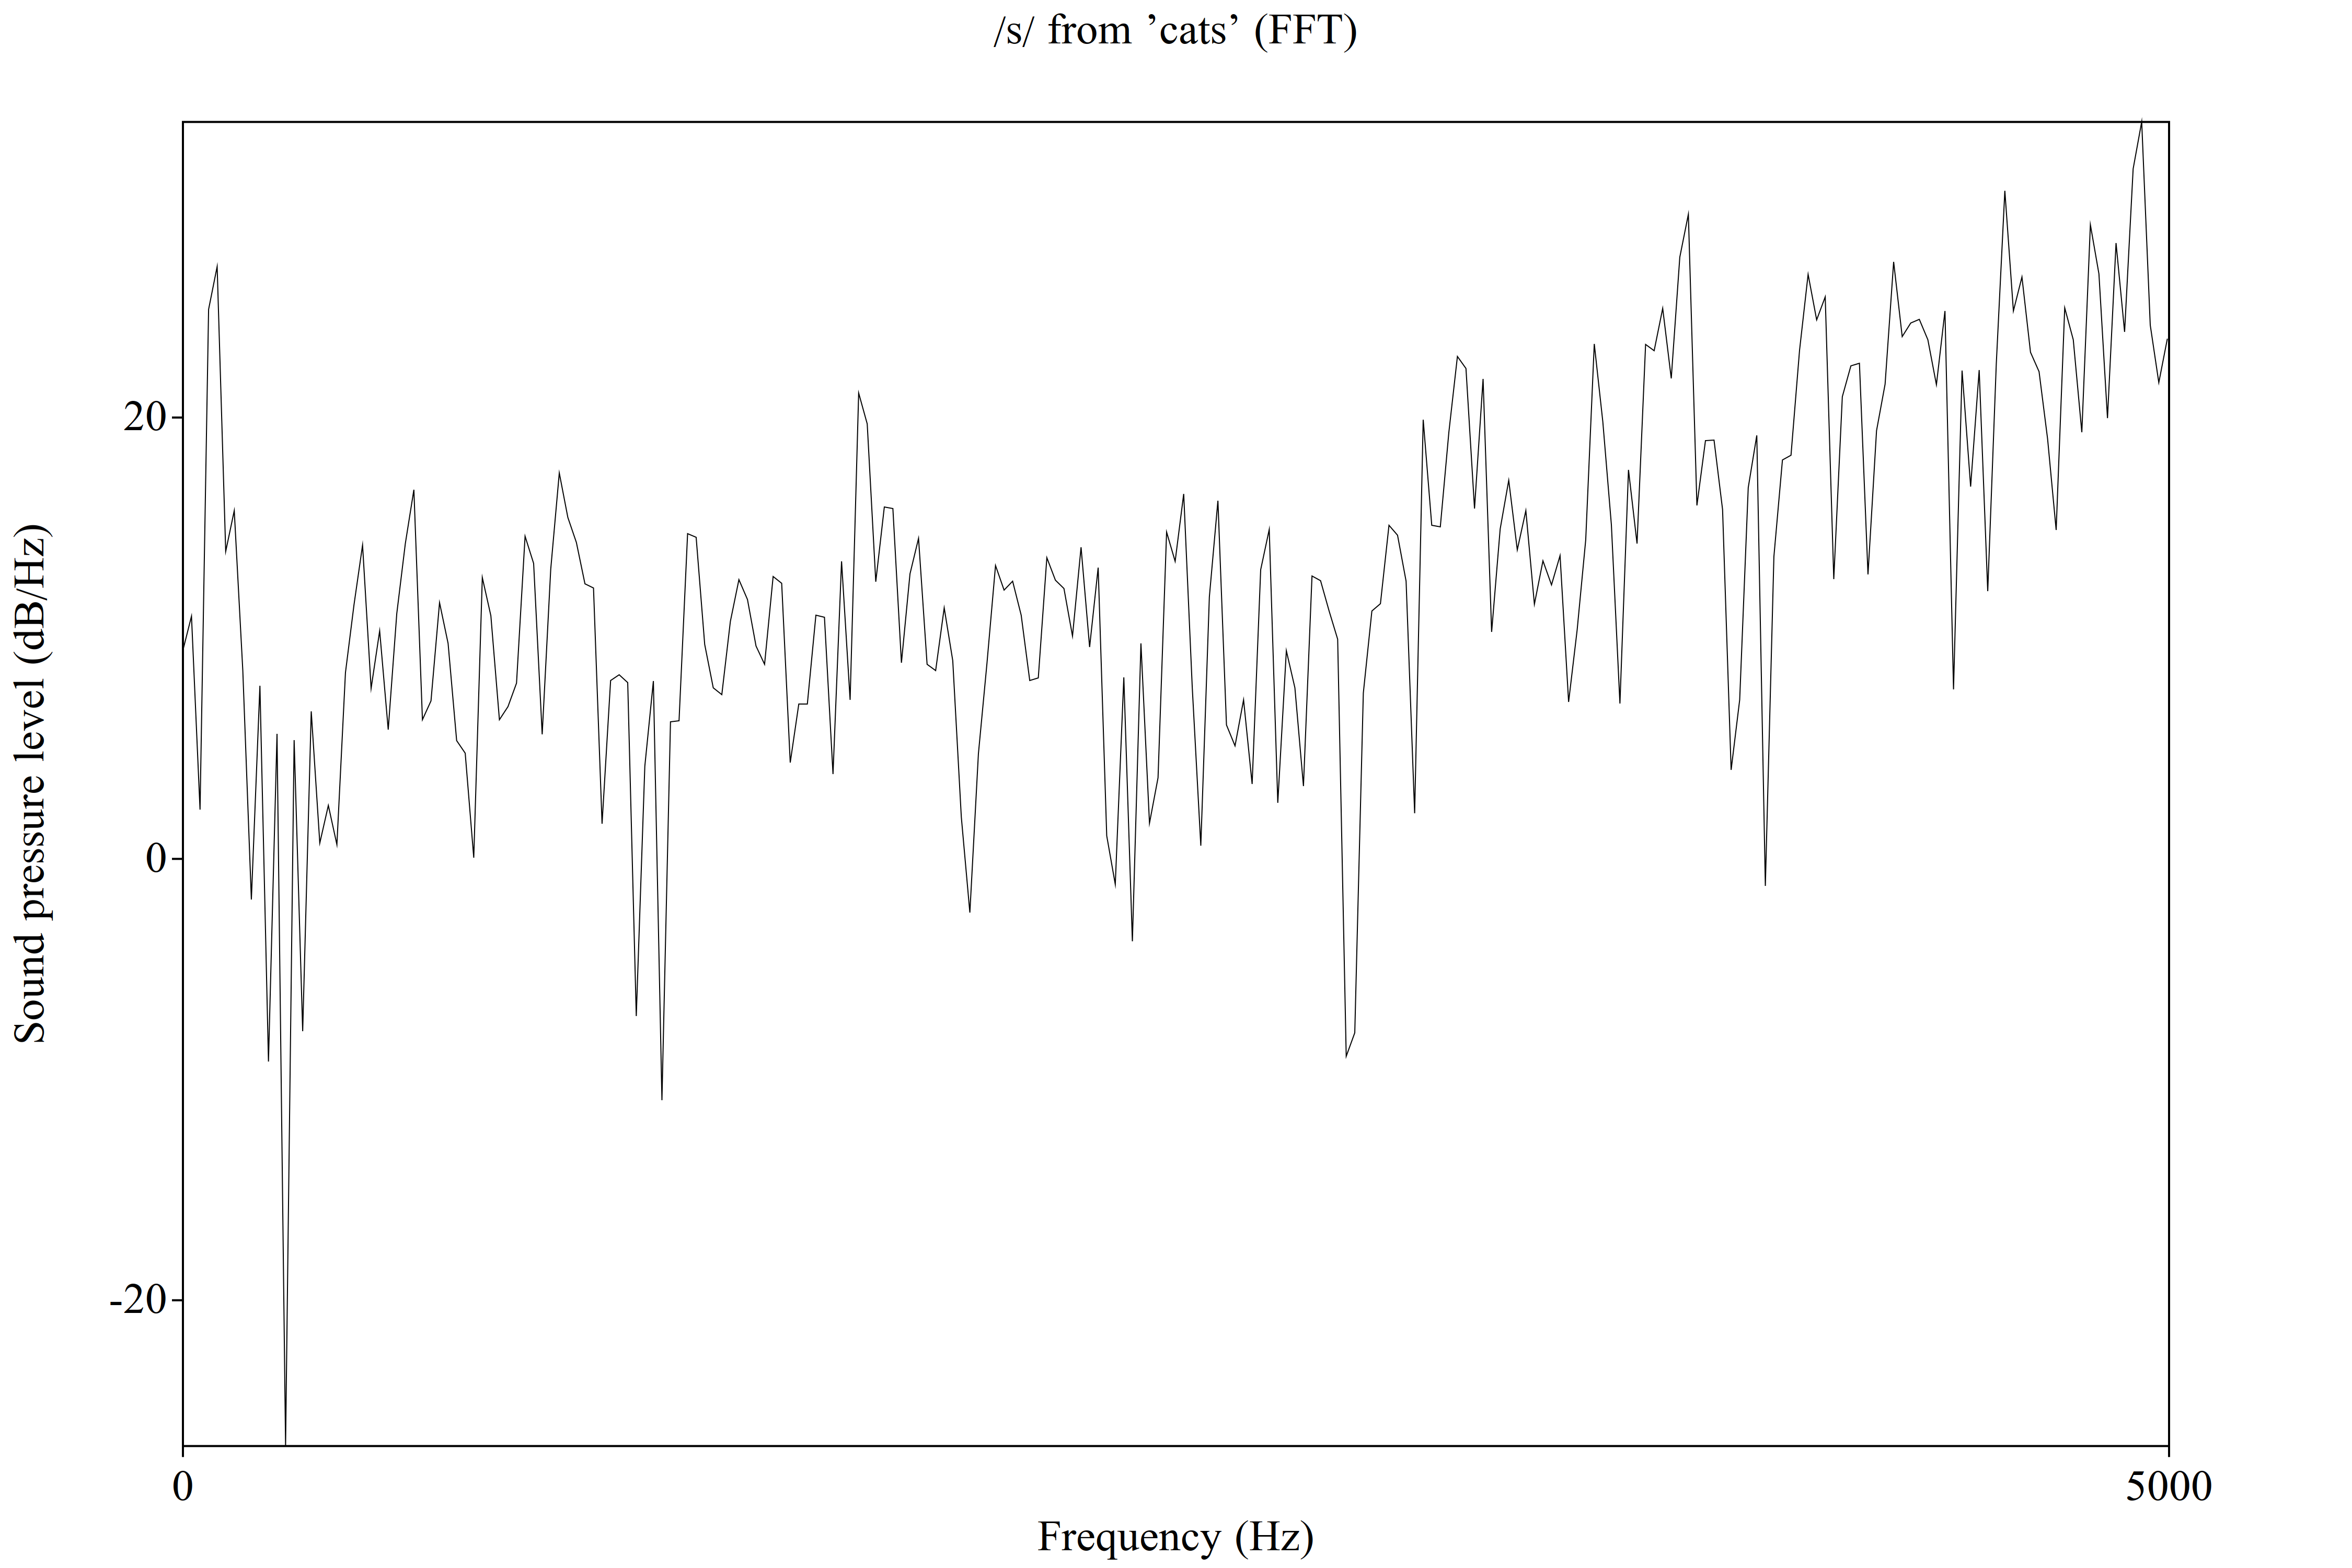 /s/ from ’cats’ (FFT)
Sound pressure level (dB/Hz)
20
0
-20
0
5000
Frequency (Hz)